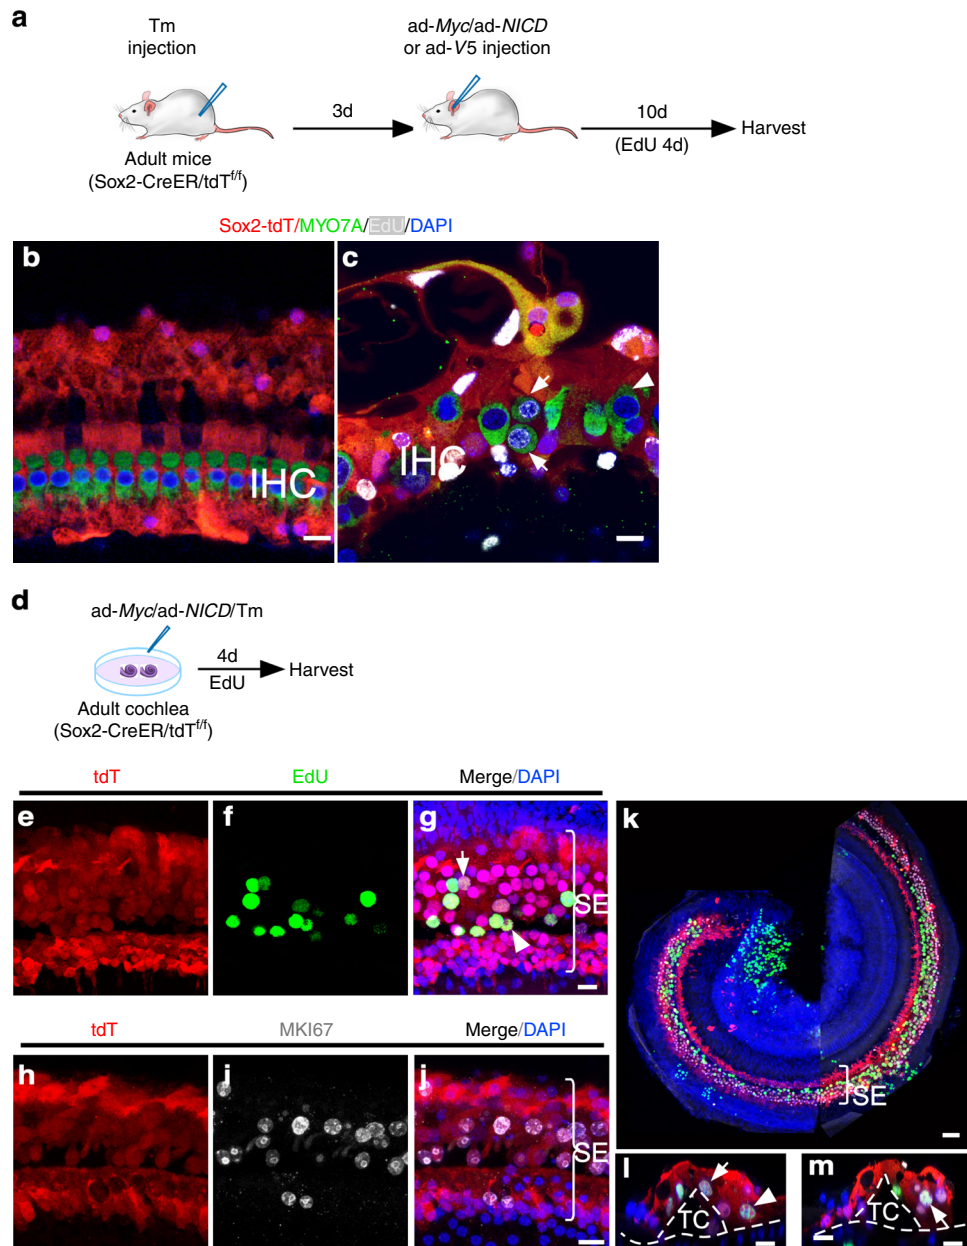 a
Tm
injection
ad-Myc/ad-NICD
or ad-V5 injection
3d
10d
(EdU 4d)
Harvest
Adult mice
(Sox2-CreER/tdTf/f)
Sox2-tdT/MYO7A/EdU/DAPI
b
IHC
c
IHC
d
ad-Myc/ad-NICD/Tm
4d
EdU
Harvest
Adult cochlea
(Sox2-CreER/tdTf/f)
tdT
EdU
Merge/DAPI
e
f
g
SE
k
SE
tdT
MKI67
Merge/DAPI
h
i
j
SE
l
TC
m
TC